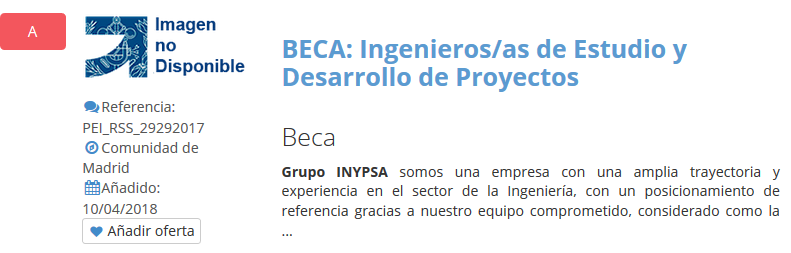 A
Imagen
no
Disponible
Referencia:
PEI_RSS_29292017
Comunidad de
Madrid
Añadido:
10/04/2018
Añadir oferta
BECA: Ingenieros/as de Estudio y
Desarrollo de Proyectos
Beca
Grupo INYPSA somos una empresa con una amplia trayectoria y
experiencia en el sector de la Ingeniería, con un posicionamiento de
referencia gracias a nuestro equipo comprometido, considerado como la
...